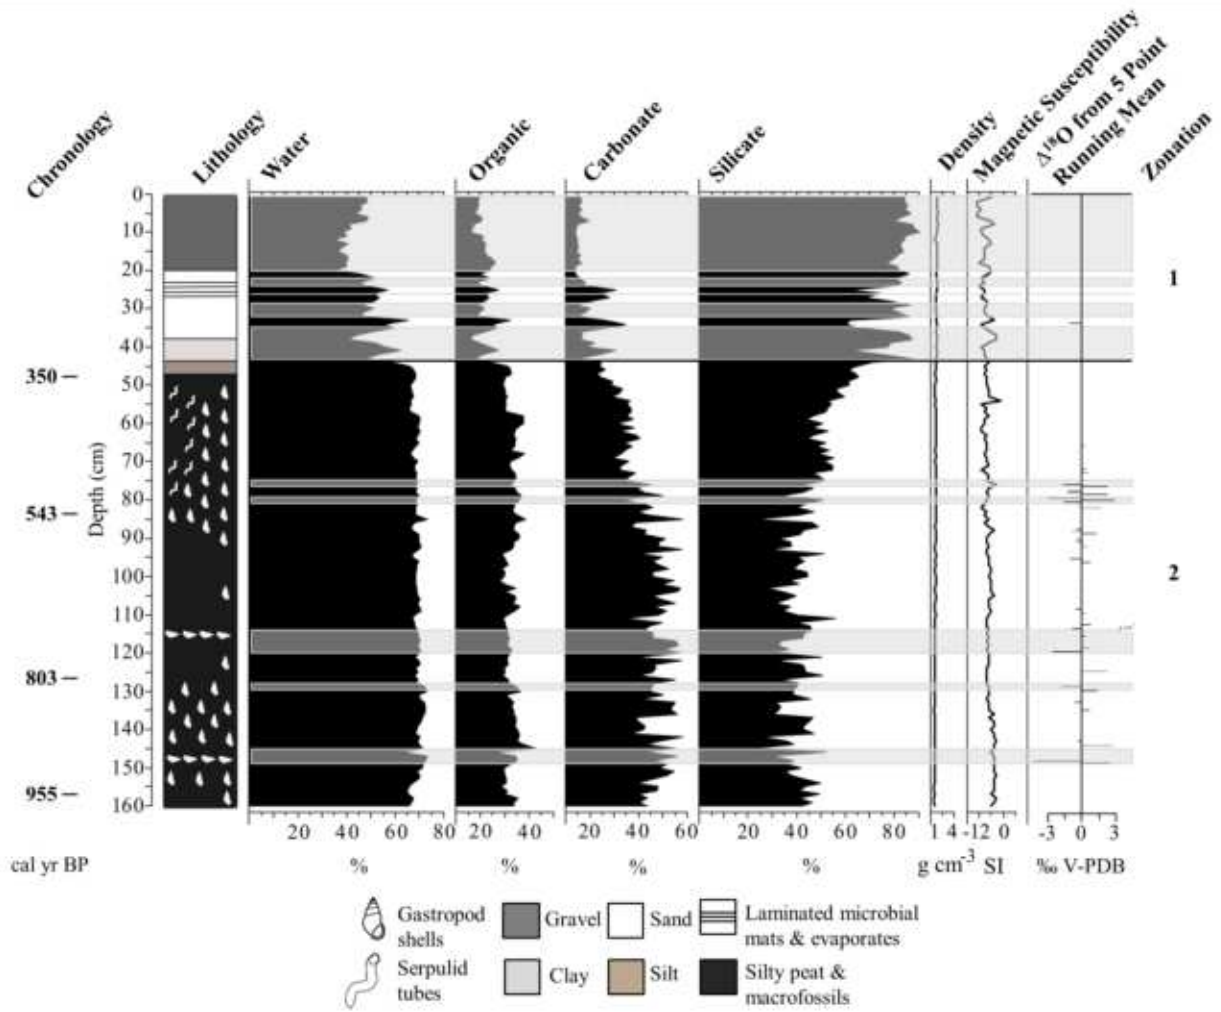 Chronology
Lithology
Water
Organic
Carbonate
Silicate
Density
Magnetic Susceptibility
Δ¹⁸O from 5 Point
Running Mean
Zonation
0
10
20
30
40
50
60
70
80
90
100
110
120
130
140
150
160
Depth (cm)
350
543
803
955
1
2
20 40 60 80 20 40 20 40 60 20 40 60 80 1 4 -12 0 -3 0 3
cal yr BP % % % % g cm⁻³ SI ‰ V-PDB
Gastropod
shells
Gravel
Sand
Laminated microbial
mats & evaporates
Serpulid
tubes
Clay
Silt
Silty peat &
macrofossils